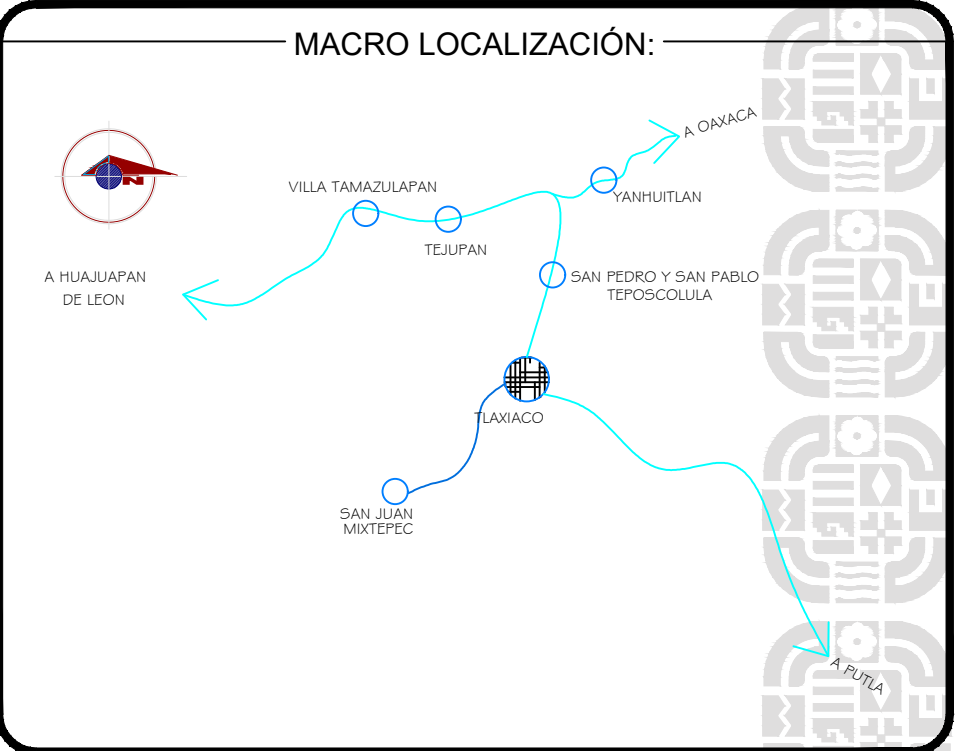 MACRO LOCALIZACIÓN:
A OAXACA
N
VILLA TAMAZULAPAN
YANHUITLAN
TEJUPAN
A HUAJUAPAN
DE LEON
SAN PEDRO Y SAN PABLO
TEPOSCOLULA
TLAXIACO
SAN JUAN
MIXTEPEC
A PUTLA